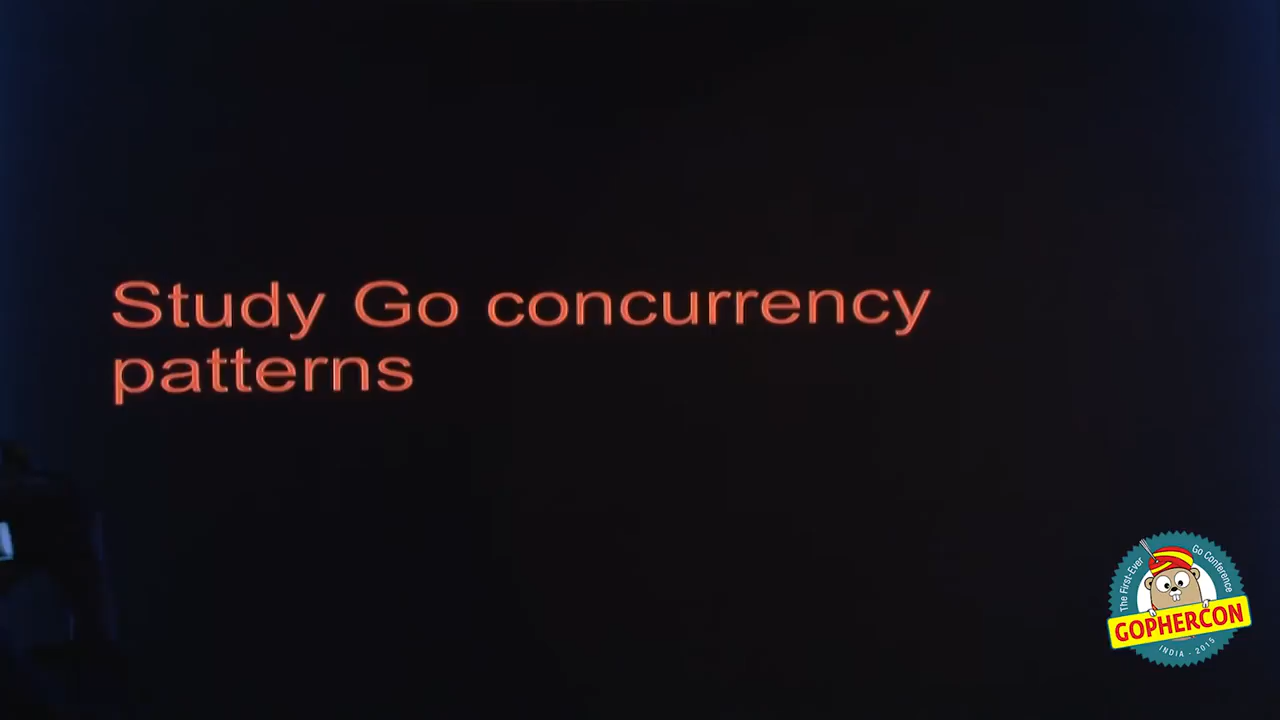 Study Go concurrency
patterns
The First-Ever
Go Conference
GOPHERCON
INDIA - 2015